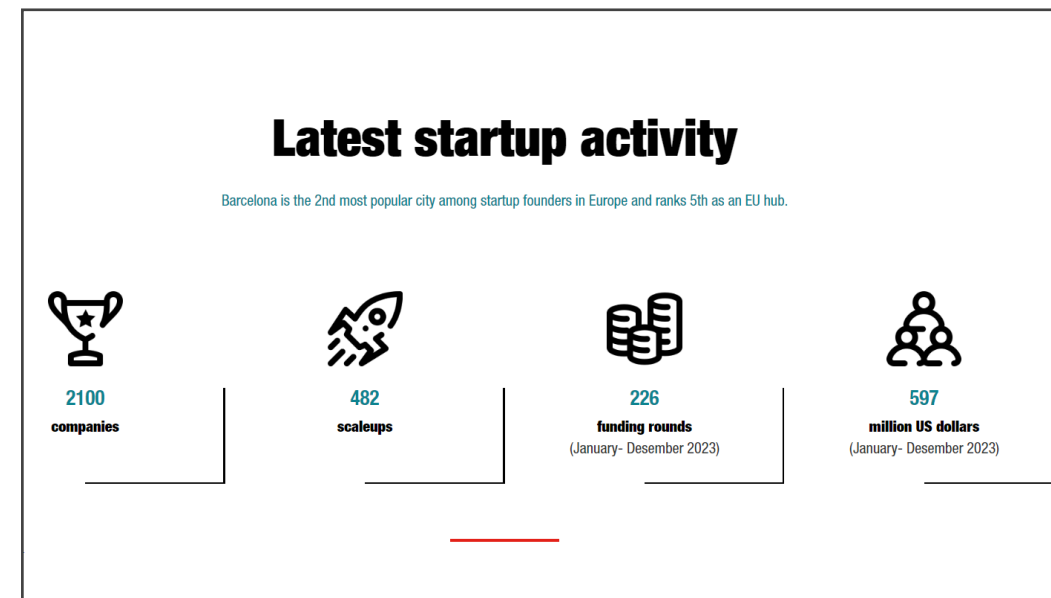 Latest startup activity
Barcelona is the 2nd most popular city among startup founders in Europe and ranks 5th as an EU hub.
2100
companies
482
scaleups
226
funding rounds
(January- Desember 2023)
597
million US dollars
(January- Desember 2023)